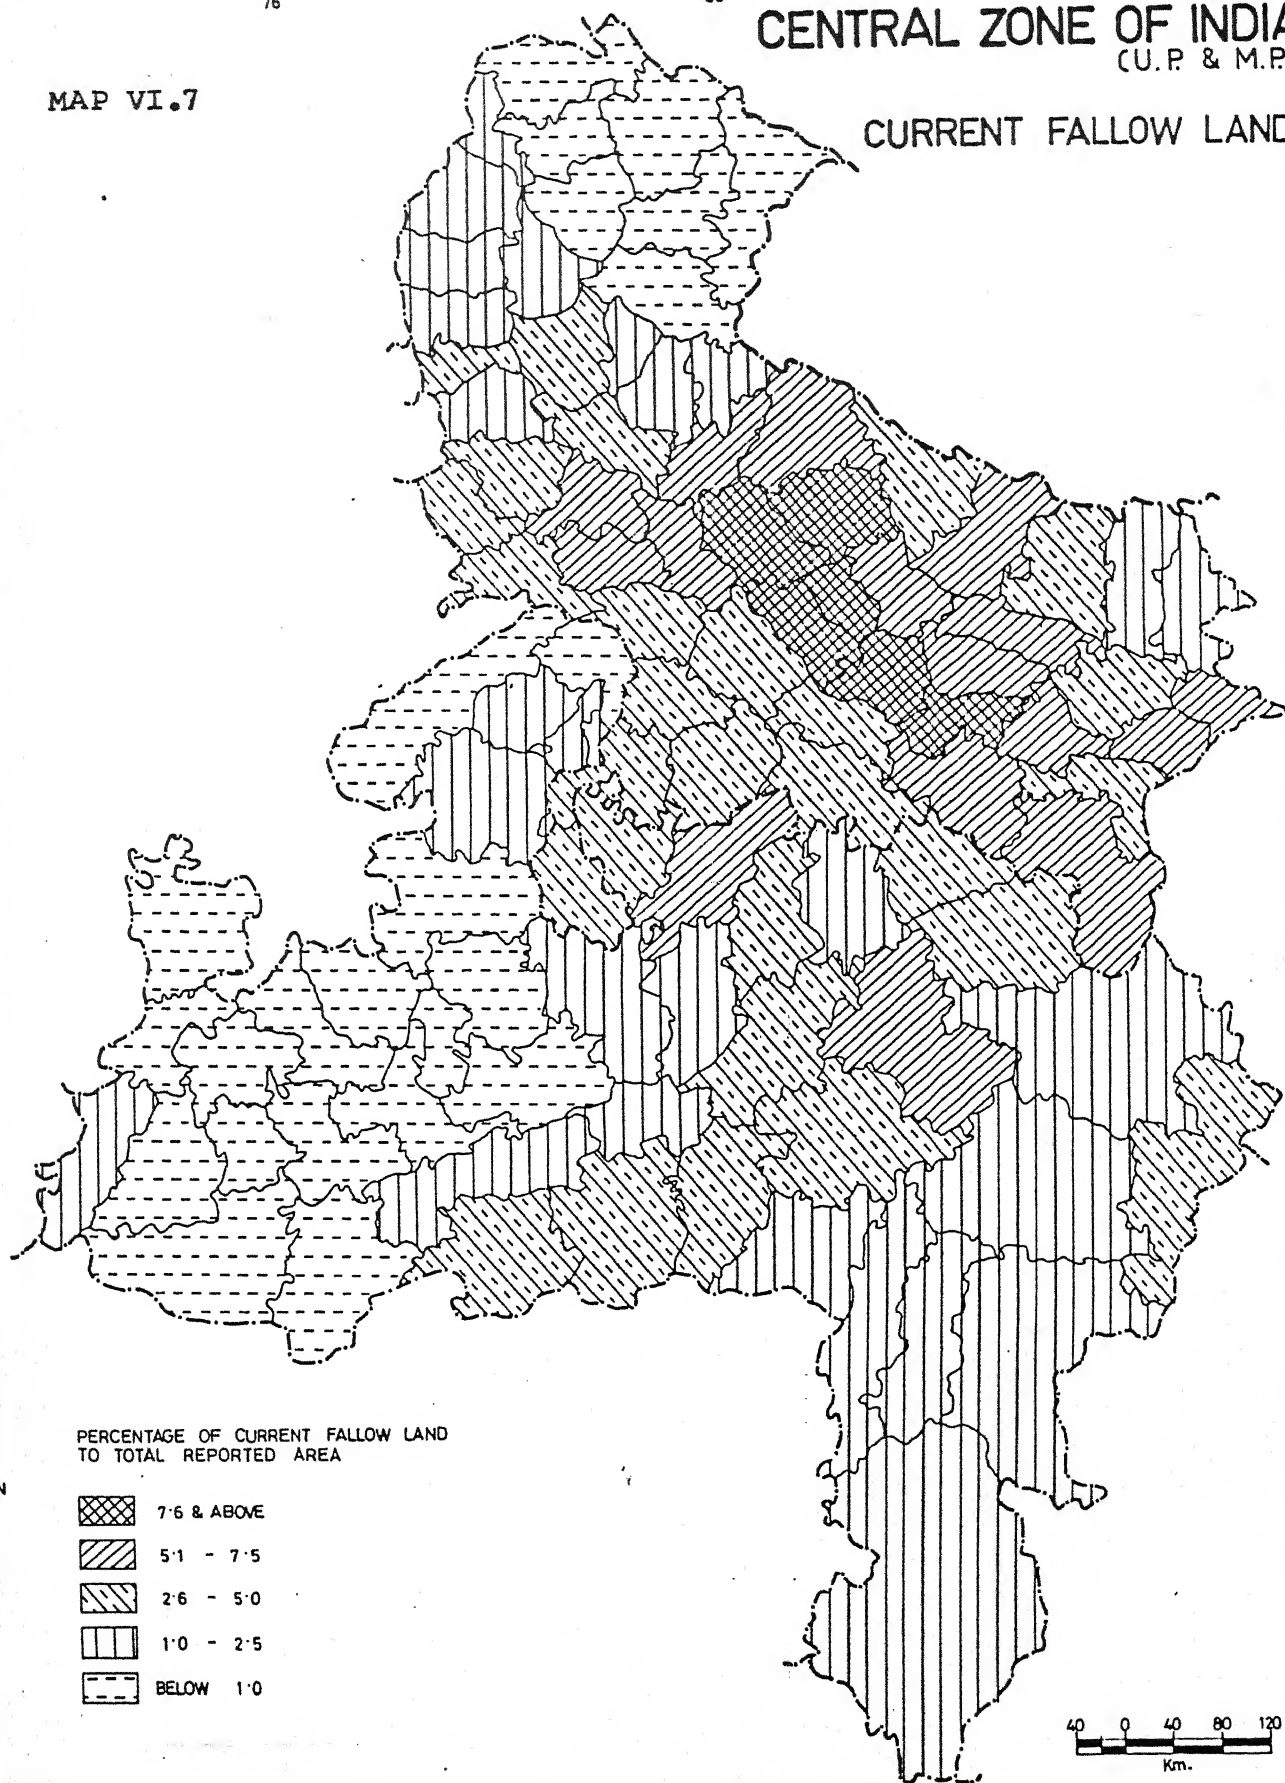 76
CENTRAL ZONE OF INDIA
(U.P. & M.P.
MAP VI.7
CURRENT FALLOW LAND
PERCENTAGE OF CURRENT FALLOW LAND
TO TOTAL REPORTED AREA
N
7·6 & ABOVE
5·1 - 7·5
2·6 - 5·0
1·0 - 2·5
BELOW 1·0
40 0 40 80 120
Km.